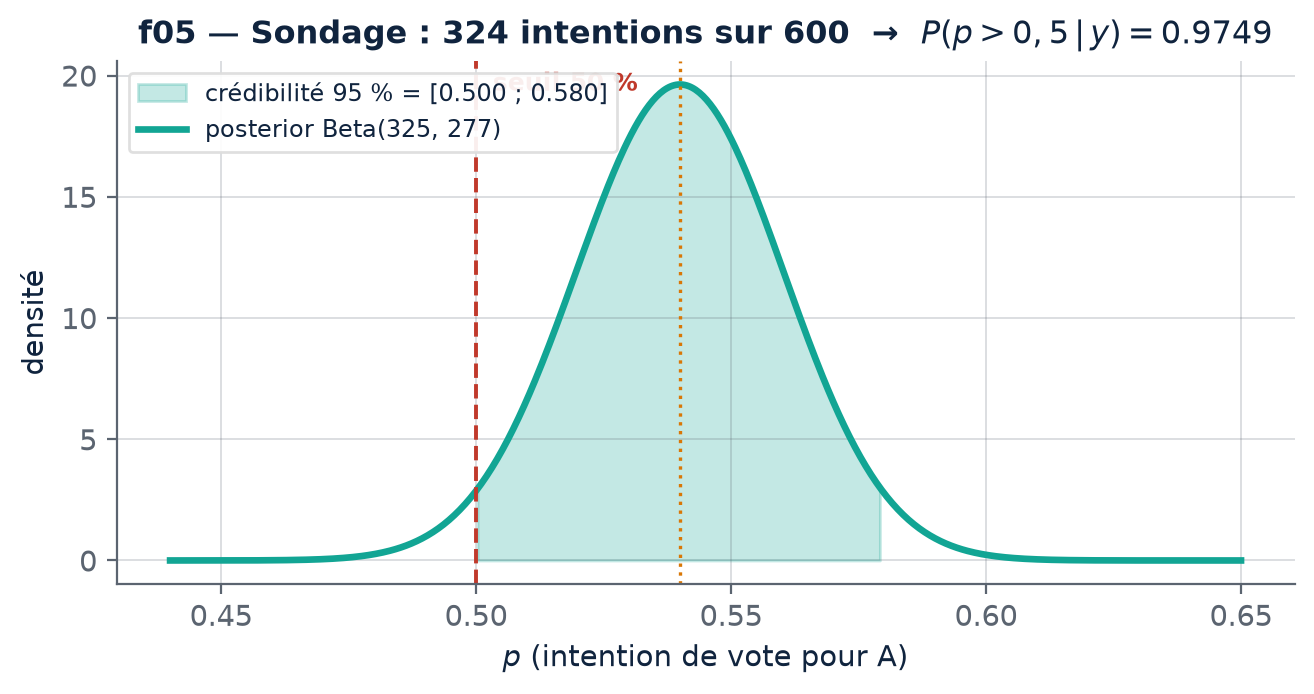 f05 — Sondage : 324 intentions sur 600 → P(p > 0, 5 | y) = 0.9749
seuil 50 %
crédibilité 95 % = [0.500 ; 0.580]
posterior Beta(325, 277)
densité
20
15
10
5
0
0.45 0.50 0.55 0.60 0.65
p (intention de vote pour A)